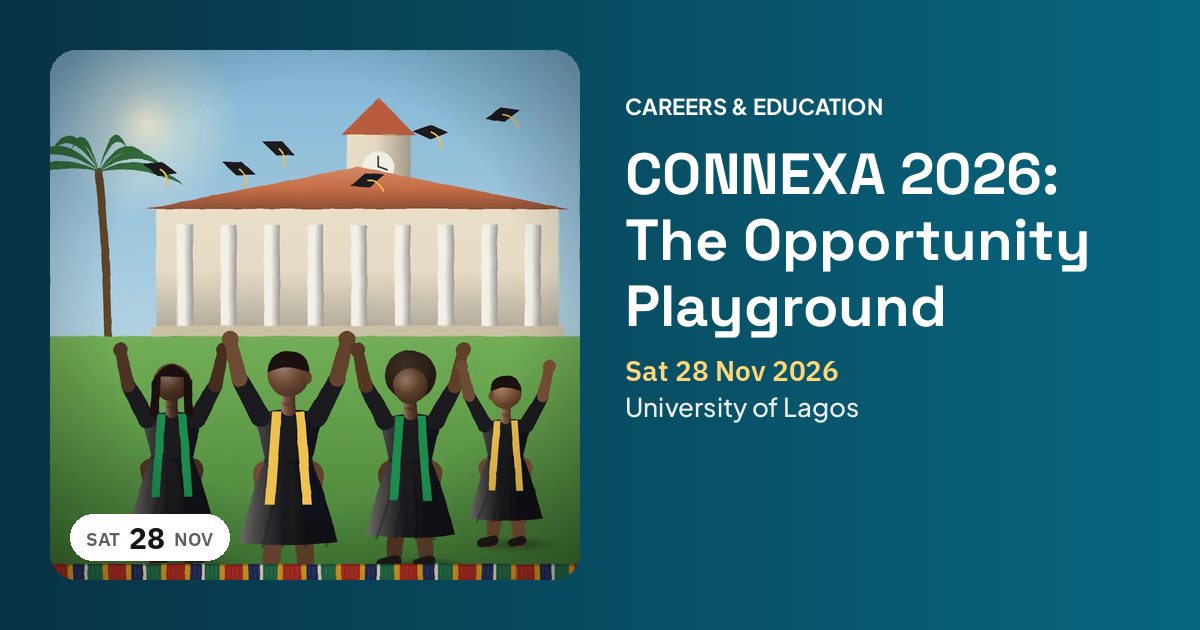 CAREERS & EDUCATION
CONNEXA 2026:
The Opportunity
Playground
Sat 28 Nov 2026
University of Lagos
SAT 28 NOV